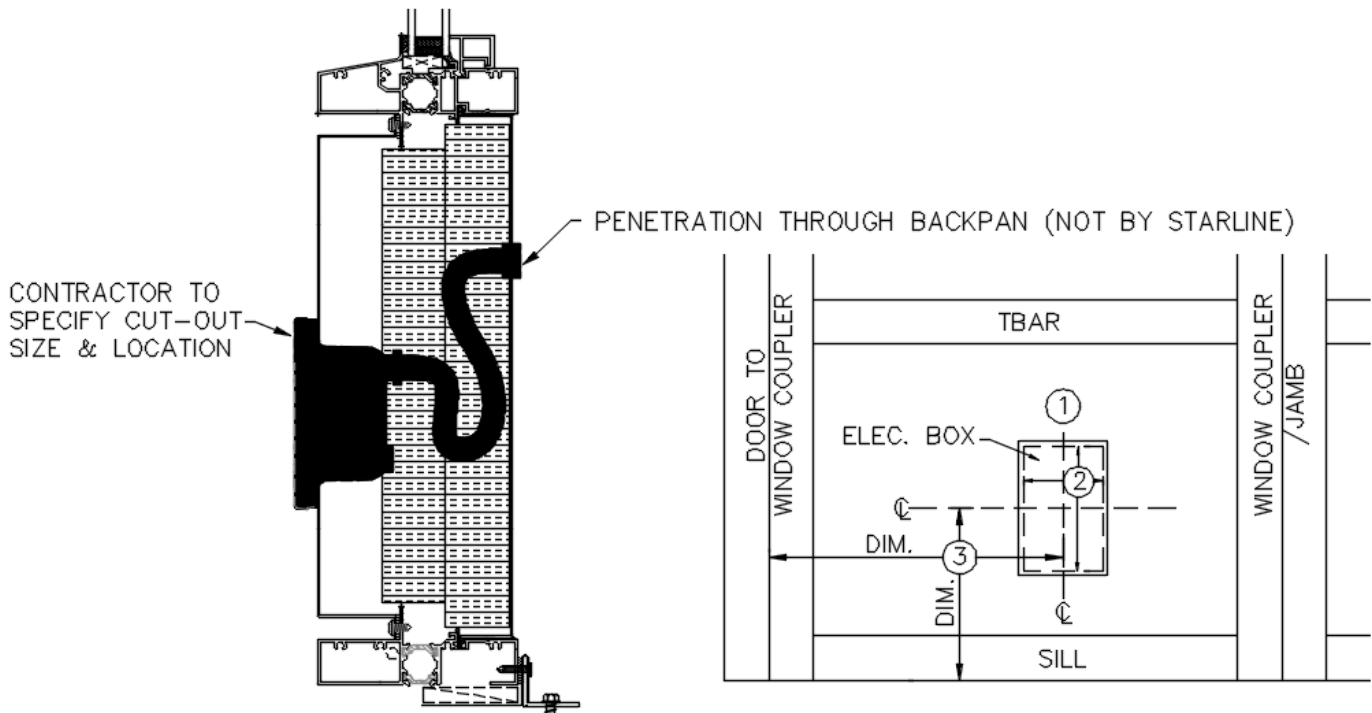 PENETRATION THROUGH BACKPAN (NOT BY STARLINE)
CONTRACTOR TO
SPECIFY CUT-OUT
SIZE & LOCATION
DOOR TO
WINDOW COUPLER
TBAR
WINDOW COUPLER
/JAMB
1
ELEC. BOX
2
℄
DIM.
3
DIM.
℄
SILL